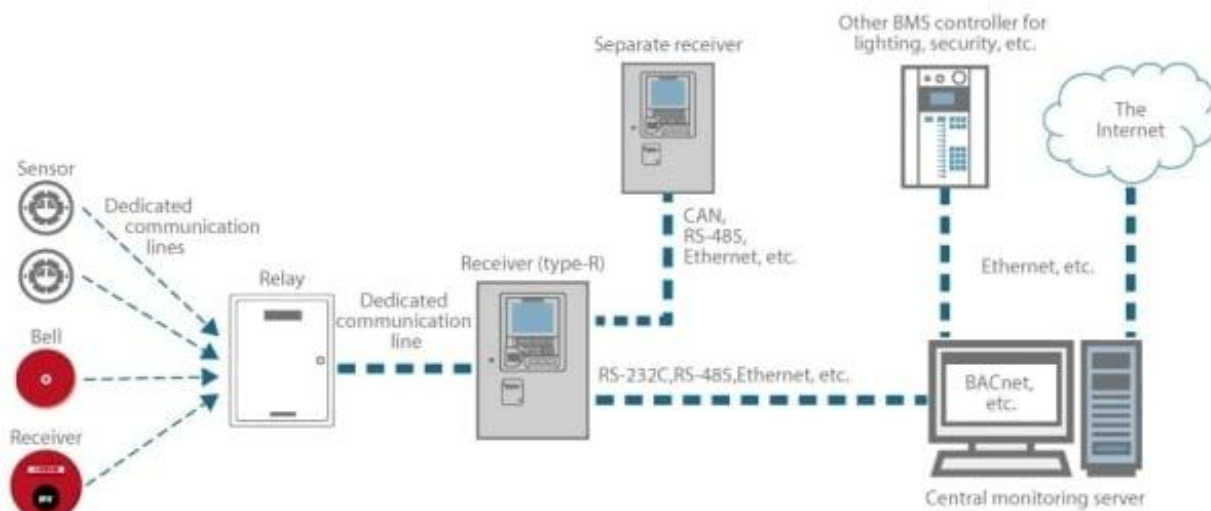 Other BMS controller for
lighting, security, etc.
Separate receiver
The
Internet
Sensor
Dedicated
communication
lines
CAN,
RS-485,
Ethernet, etc.
Receiver (type-R)
Ethernet, etc.
Relay
Dedicated
communication
line
Bell
RS-232C,RS-485,Ethernet, etc.
BACnet,
etc.
Receiver
Central monitoring server